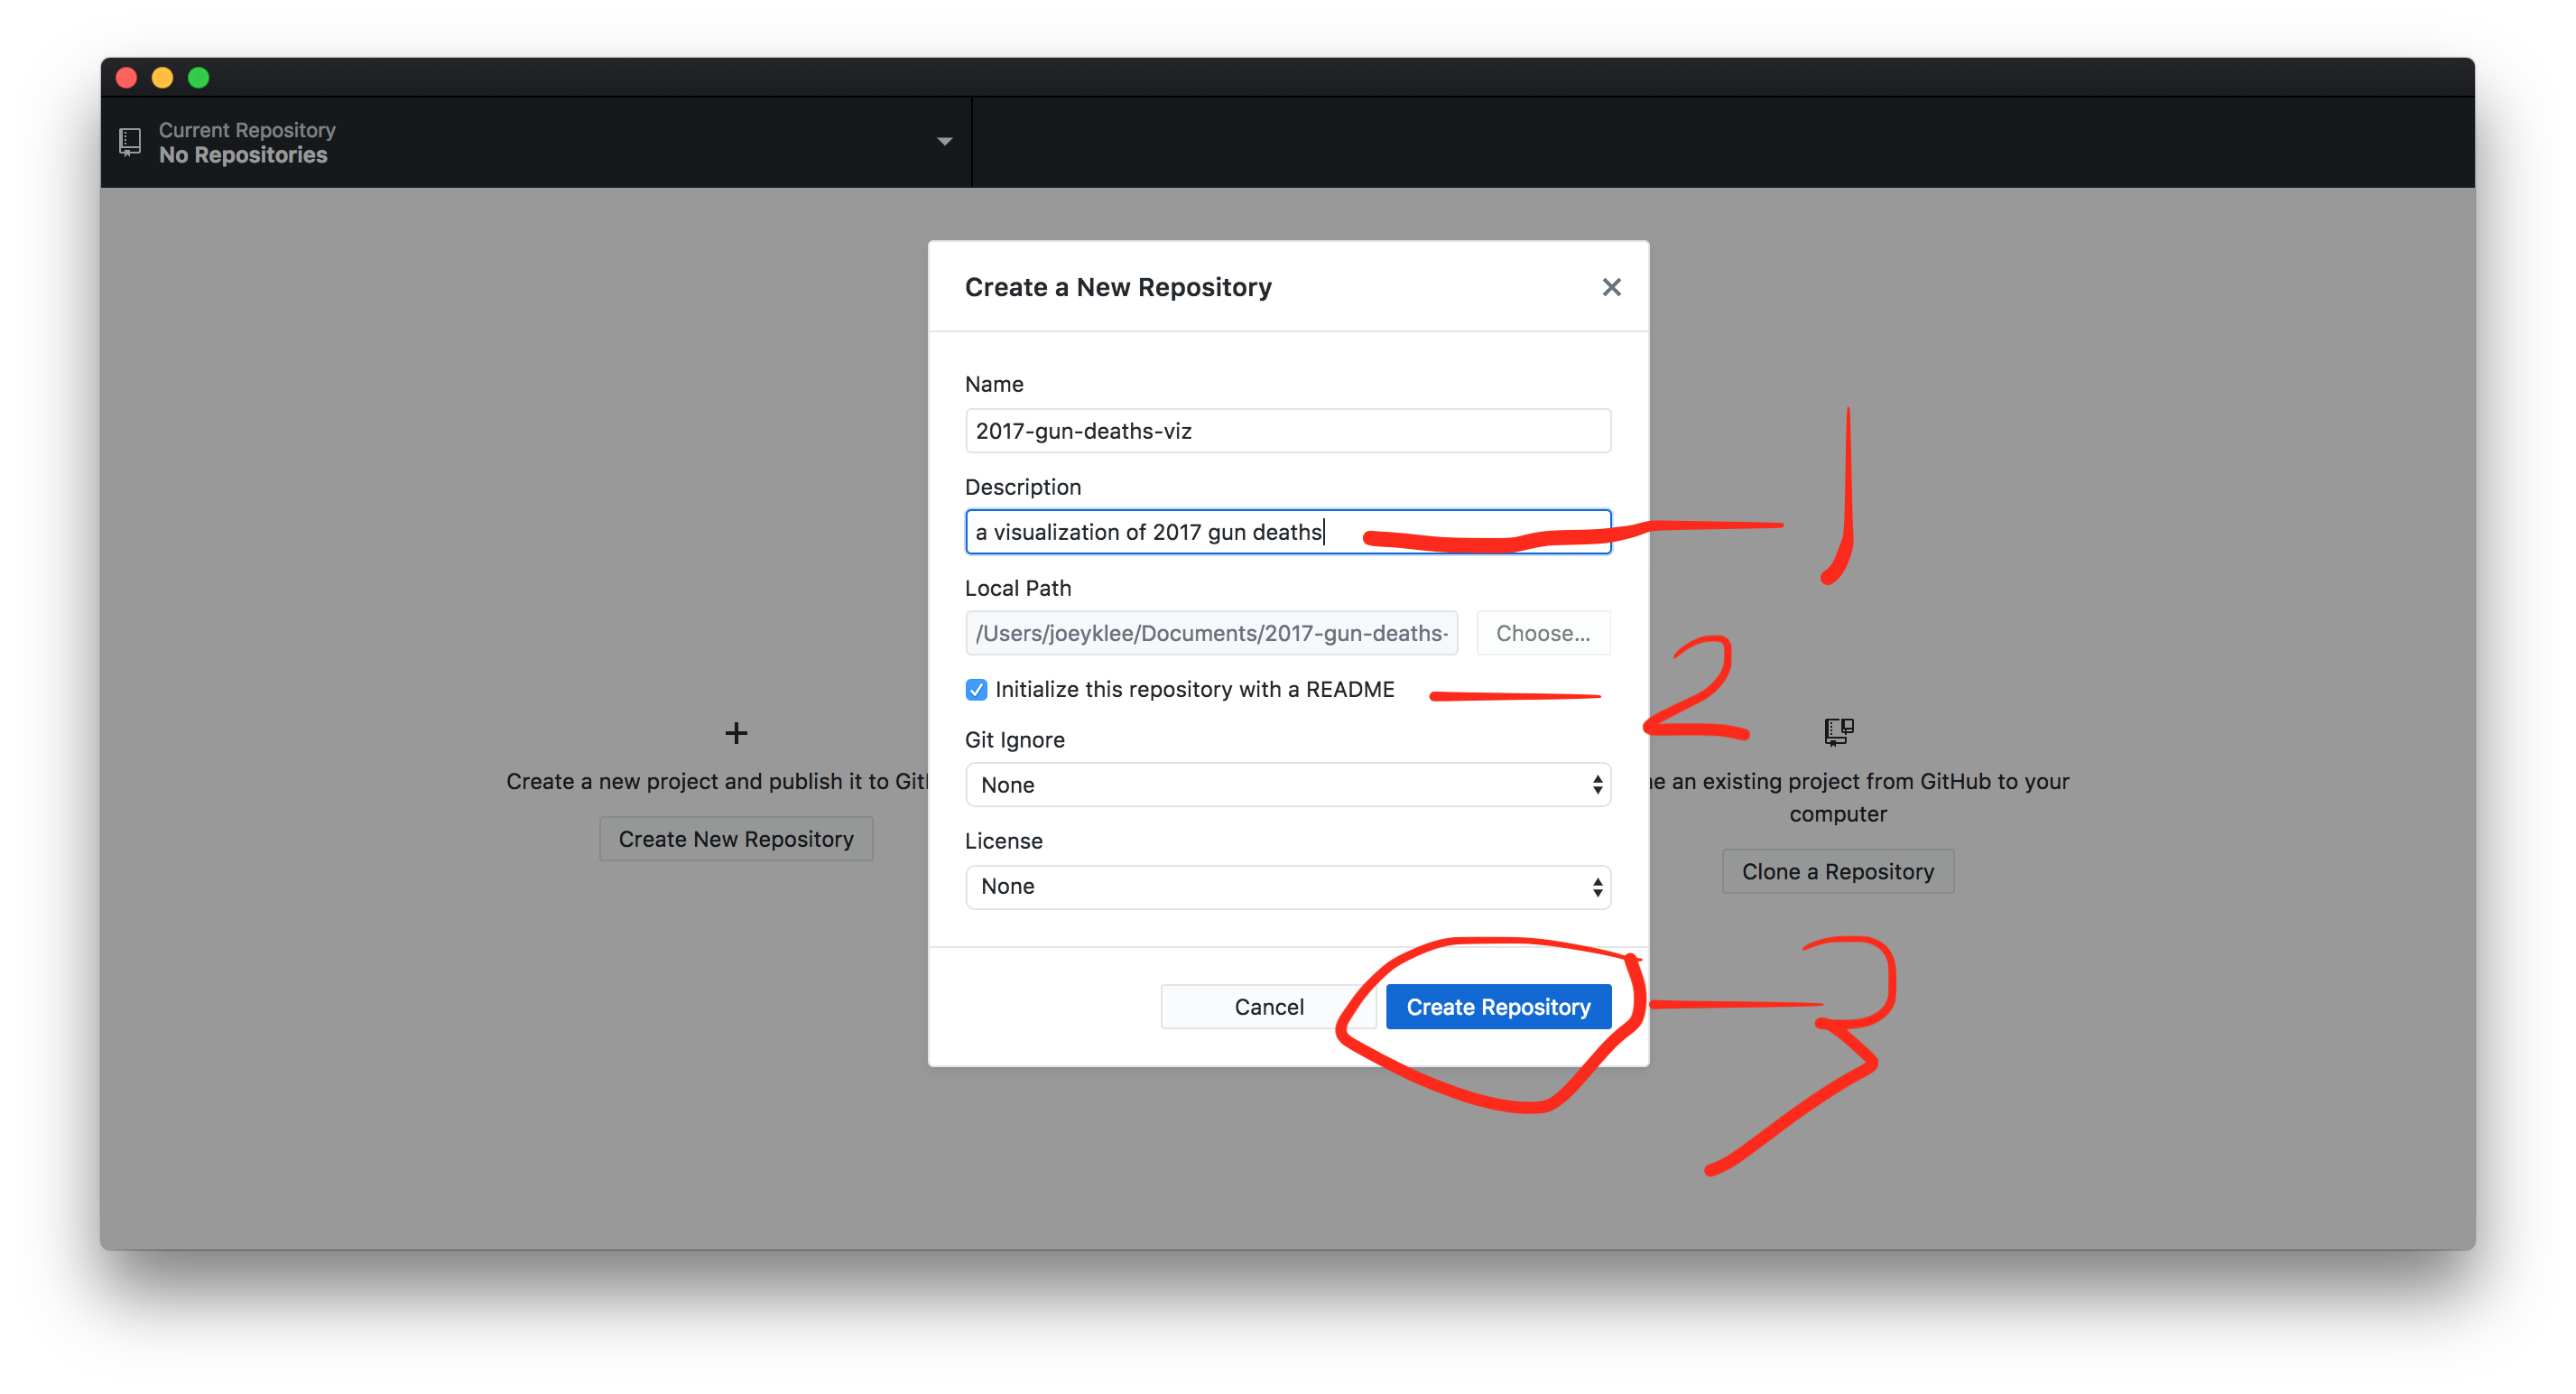 Current Repository
No Repositories
Create a New Repository
Name
2017-gun-deaths-viz
Description
a visualization of 2017 gun deaths
1
Local Path
/Users/joeyklee/Documents/2017-gun-deaths-
Choose...
Initialize this repository with a README
2
Git Ignore
None
License
None
Cancel
Create Repository
3
Create a new project and publish it to Git
Create New Repository
an existing project from GitHub to your
computer
Clone a Repository